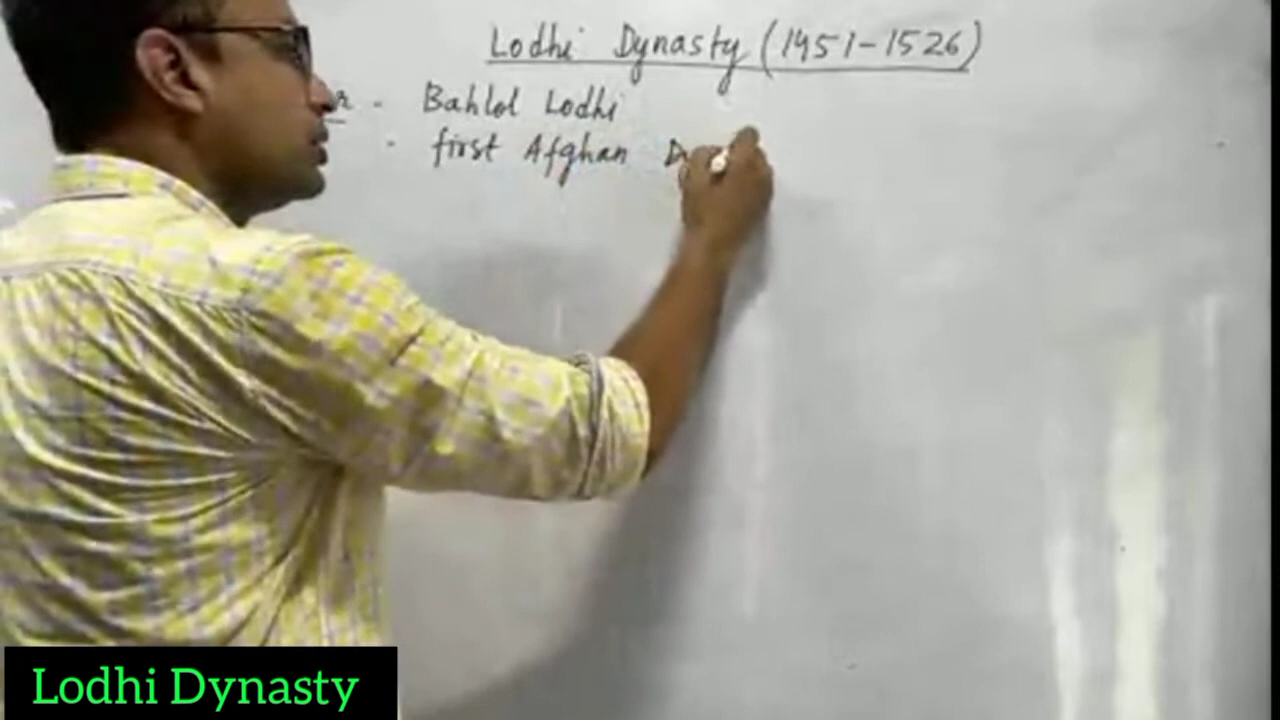 Lodhi Dynasty (1451-1526)
- Bahlol Lodhi
- first Afghan
Lodhi Dynasty